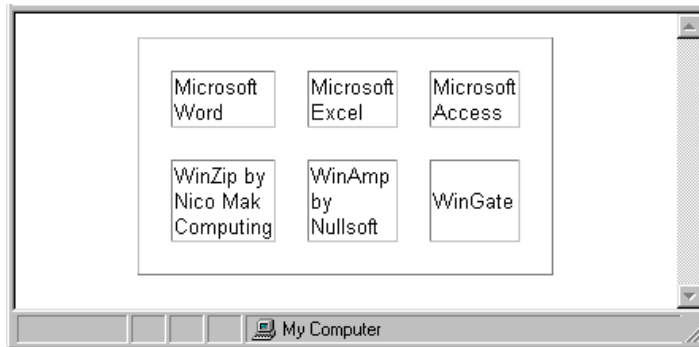 Microsoft
Word
Microsoft
Excel
Microsoft
Access
WinZip by
Nico Mak
Computing
WinAmp
by
Nullsoft
WinGate
My Computer